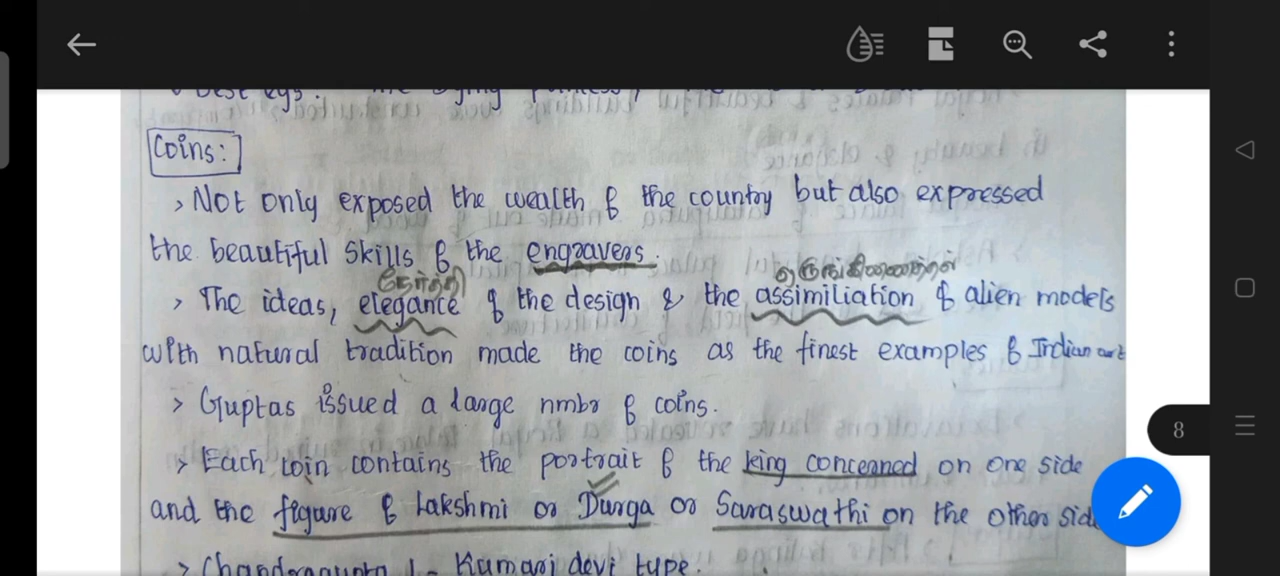 Coins:
> Not only exposed the wealth of the country but also expressed
the beautiful skills of the engravers.
நேர்த்தி ஒருங்கிணைத்தல்
> The ideas, elegance of the design & the assimiliation of alien models
with natural tradition made the coins as the finest examples of Indian art
> Guptas issued a large nmbr of coins.
> Each coin contains the portrait of the king concerned on one side
8
and the figure of Lakshmi or Durga or Saraswathi on the other side
> Chandragupta I - Kumari devi type.